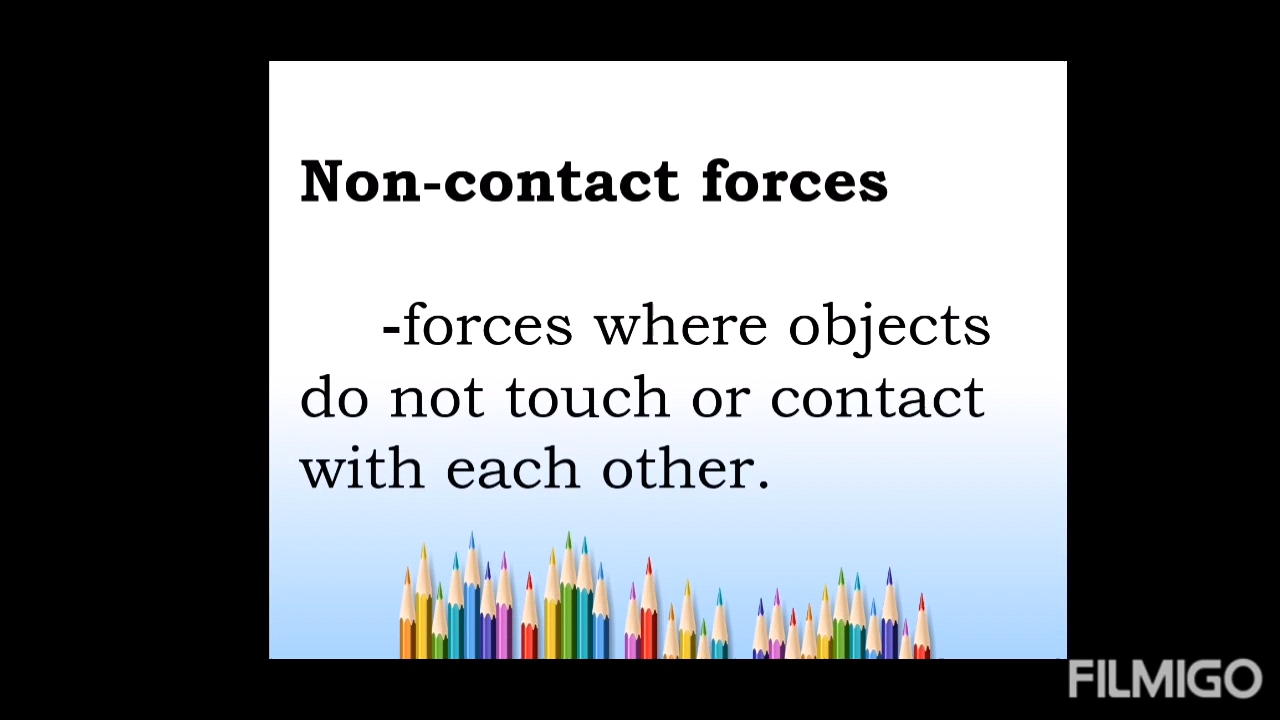 Non-contact forces
-forces where objects
do not touch or contact
with each other.
FILMIGO